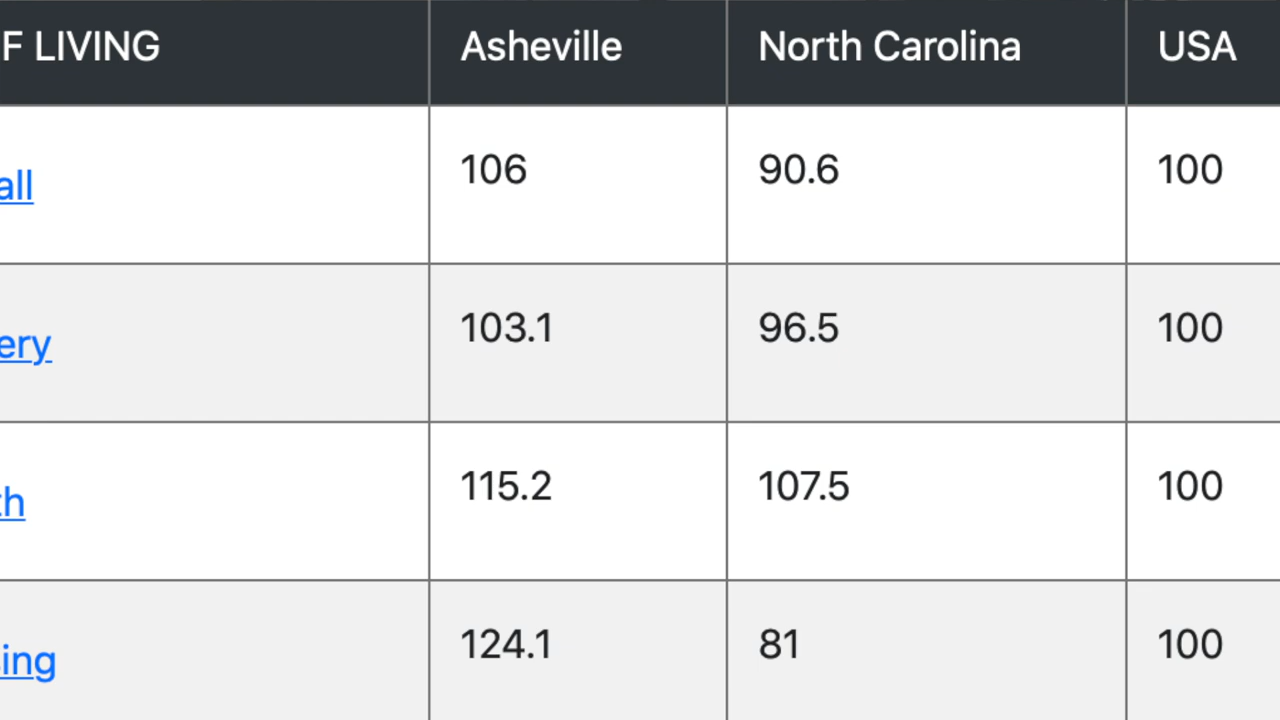 F LIVING Asheville North Carolina USA
all 106 90.6 100
ery 103.1 96.5 100
th 115.2 107.5 100
ing 124.1 81 100